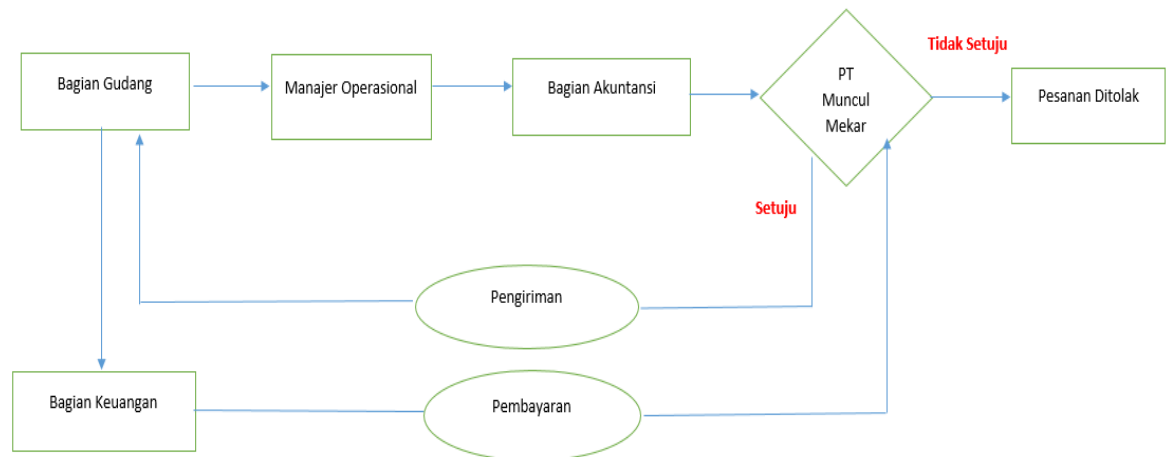 Tidak Setuju
Bagian Gudang
Manajer Operasional
Bagian Akuntansi
PT
Muncul
Mekar
Pesanan Ditolak
Setuju
Pengiriman
Bagian Keuangan
Pembayaran